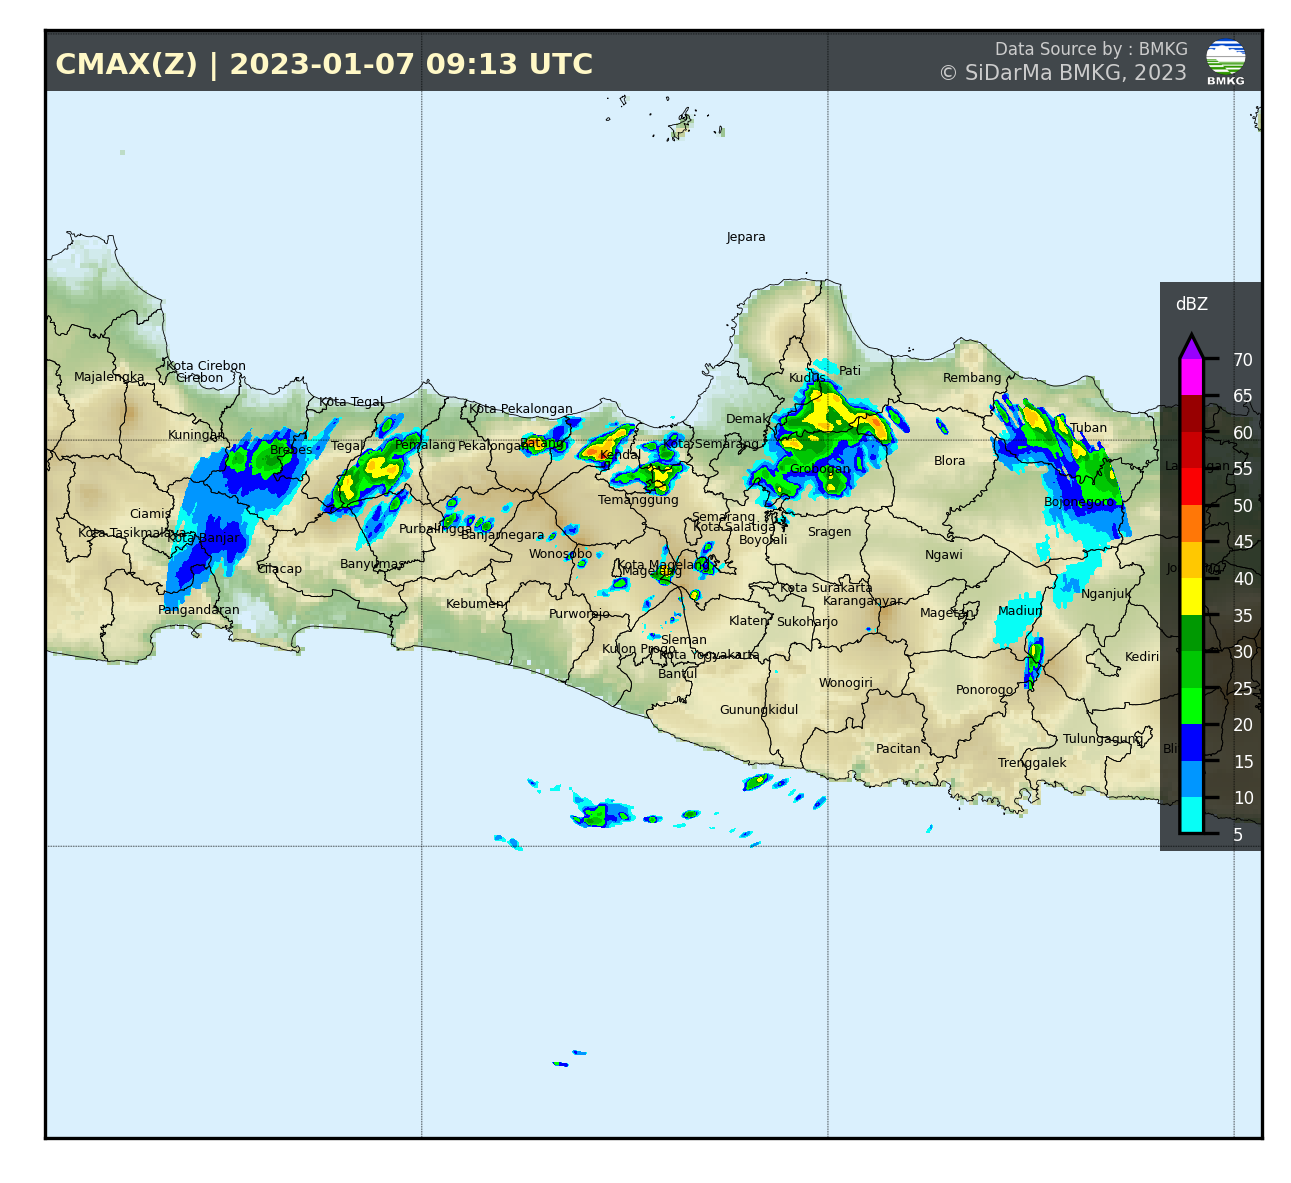 CMAX(Z) | 2023-01-07 09:13 UTC
Data Source by : BMKG
© SiDarMa BMKG, 2023
BMKG
Jepara
Kota Cirebon
Cirebon
Majalengka
Kudus
Pati
Rembang
Kota Tegal
Kota Pekalongan
Demak
Tuban
Kuningan
Brebes
Tegal
Pemalang
Pekalongan
Batang
Kendal
Kota Semarang
Grobogan
Blora
Temanggung
Bojonegoro
Ciamis
Kota Tasikmalaya
Kota Banjar
Purbalingga
Banjarnegara
Semarang
Kota Salatiga
Boyolali
Sragen
Wonosobo
Ngawi
Cilacap
Banyumas
Kota Magelang
Magelang
Kota Surakarta
Karanganyar
Nganjuk
Pangandaran
Kebumen
Purworejo
Klaten
Sukoharjo
Magetan
Madiun
Sleman
Kulon Progo
Kota Yogyakarta
Kediri
Bantul
Wonogiri
Ponorogo
Gunungkidul
Pacitan
Tulungagung
Trenggalek
dBZ
70
65
60
55
50
45
40
35
30
25
20
15
10
5